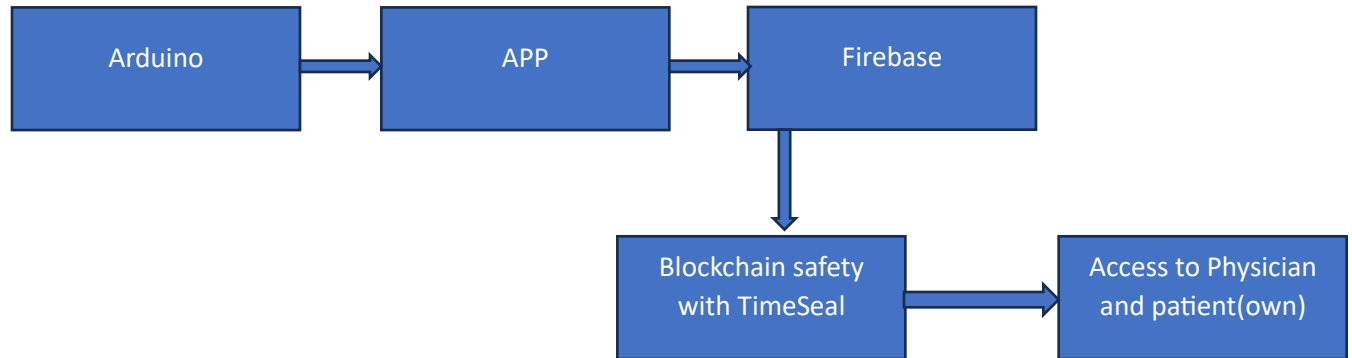 Arduino
APP
Firebase
Blockchain safety
with TimeSeal
Access to Physician
and patient(own)